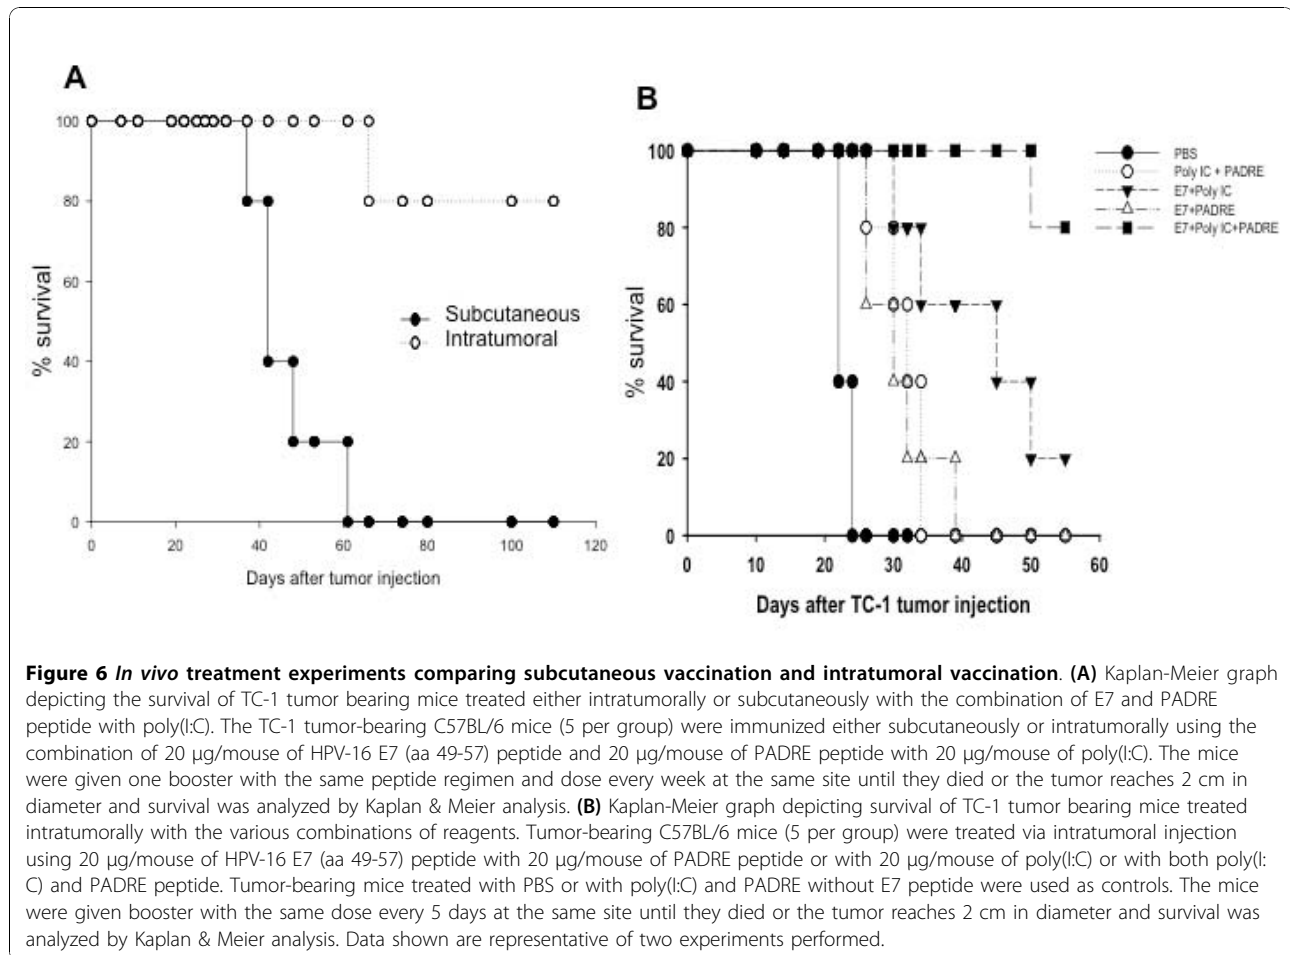 A
100
80
60
40
20
0
% survival
0 20 40 60 80 100 120
Days after tumor injection
Subcutaneous
Intratumoral
B
100
80
60
40
20
0
% survival
0 10 20 30 40 50 60
Days after TC-1 tumor injection
PBS
Poly IC + PADRE
E7+Poly IC
E7+PADRE
E7+Poly IC+PADRE
Figure 6 In vivo treatment experiments comparing subcutaneous vaccination and intratumoral vaccination. (A) Kaplan-Meier graph
depicting the survival of TC-1 tumor bearing mice treated either intratumorally or subcutaneously with the combination of E7 and PADRE
peptide with poly(I:C). The TC-1 tumor-bearing C57BL/6 mice (5 per group) were immunized either subcutaneously or intratumorally using the
combination of 20 μg/mouse of HPV-16 E7 (aa 49-57) peptide and 20 μg/mouse of PADRE peptide with 20 μg/mouse of poly(I:C). The mice
were given one booster with the same peptide regimen and dose every week at the same site until they died or the tumor reaches 2 cm in
diameter and survival was analyzed by Kaplan & Meier analysis. (B) Kaplan-Meier graph depicting survival of TC-1 tumor bearing mice treated
intratumorally with the various combinations of reagents. Tumor-bearing C57BL/6 mice (5 per group) were treated via intratumoral injection
using 20 μg/mouse of HPV-16 E7 (aa 49-57) peptide with 20 μg/mouse of PADRE peptide or with 20 μg/mouse of poly(I:C) or with both poly(I:
C) and PADRE peptide. Tumor-bearing mice treated with PBS or with poly(I:C) and PADRE without E7 peptide were used as controls. The mice
were given booster with the same dose every 5 days at the same site until they died or the tumor reaches 2 cm in diameter and survival was
analyzed by Kaplan & Meier analysis. Data shown are representative of two experiments performed.